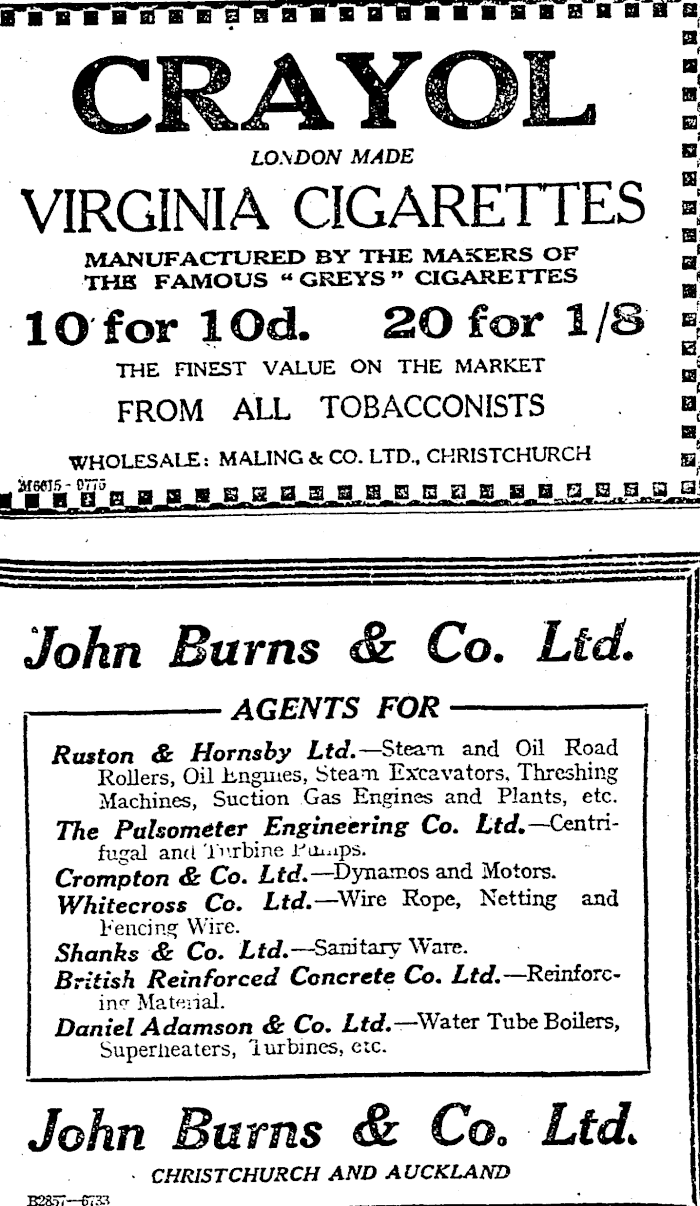 CRAYOL
LONDON MADE
VIRGINIA CIGARETTES
MANUFACTURED BY THE MAKERS OF
THE FAMOUS “GREYS” CIGARETTES
10 for 10d. 20 for 1/8
THE FINEST VALUE ON THE MARKET
FROM ALL TOBACCONISTS
WHOLESALE: MALING & CO. LTD., CHRISTCHURCH
M6615 - 0775
John Burns & Co. Ltd.
AGENTS FOR
Ruston & Hornsby Ltd.—Steam and Oil Road
Rollers, Oil Engines, Steam Excavators, Threshing
Machines, Suction Gas Engines and Plants, etc.
The Pulsometer Engineering Co. Ltd.—Centri-
fugal and Turbine Pumps.
Crompton & Co. Ltd.—Dynamos and Motors.
Whitecross Co. Ltd.—Wire Rope, Netting and
Fencing Wire.
Shanks & Co. Ltd.—Sanitary Ware.
British Reinforced Concrete Co. Ltd.—Reinforc-
ing Material.
Daniel Adamson & Co. Ltd.—Water Tube Boilers,
Superheaters, Turbines, etc.
John Burns & Co. Ltd.
CHRISTCHURCH AND AUCKLAND
B2857—6733